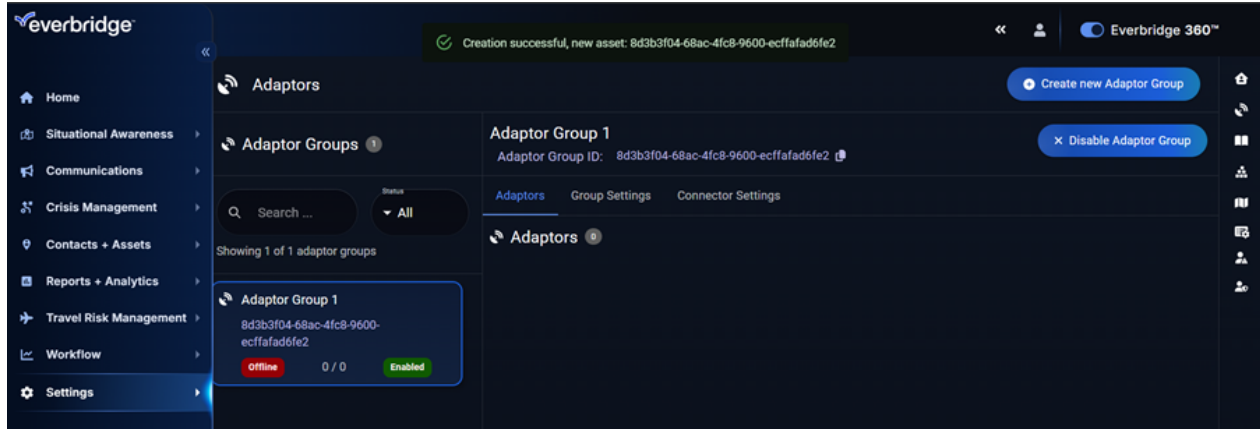 everbridge
Creation successful, new asset: 8d3b3f04-68ac-4fc8-9600-ecffafad6fe2
Everbridge 360™
Home
Situational Awareness
Communications
Crisis Management
Contacts + Assets
Reports + Analytics
Travel Risk Management
Workflow
Settings
Adaptors
Create new Adaptor Group
Adaptor Groups 1
Search ...
Status
All
Showing 1 of 1 adaptor groups
Adaptor Group 1
8d3b3f04-68ac-4fc8-9600-
ecffafad6fe2
Offline 0 / 0 Enabled
Adaptor Group 1
Adaptor Group ID: 8d3b3f04-68ac-4fc8-9600-ecffafad6fe2
Disable Adaptor Group
Adaptors Group Settings Connector Settings
Adaptors 0